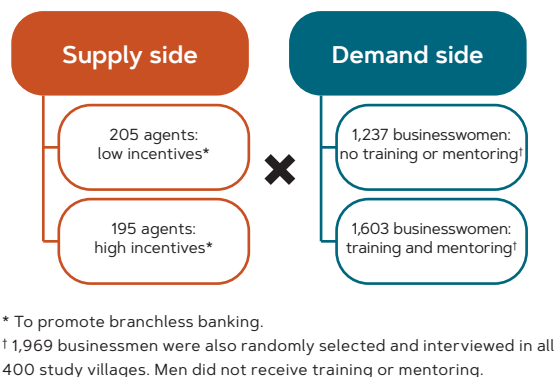 Supply side
205 agents:
low incentives*
195 agents:
high incentives*
Demand side
1,237 businesswomen:
no training or mentoring†
1,603 businesswomen:
training and mentoring†
* To promote branchless banking.
† 1,969 businessmen were also randomly selected and interviewed in all
400 study villages. Men did not receive training or mentoring.